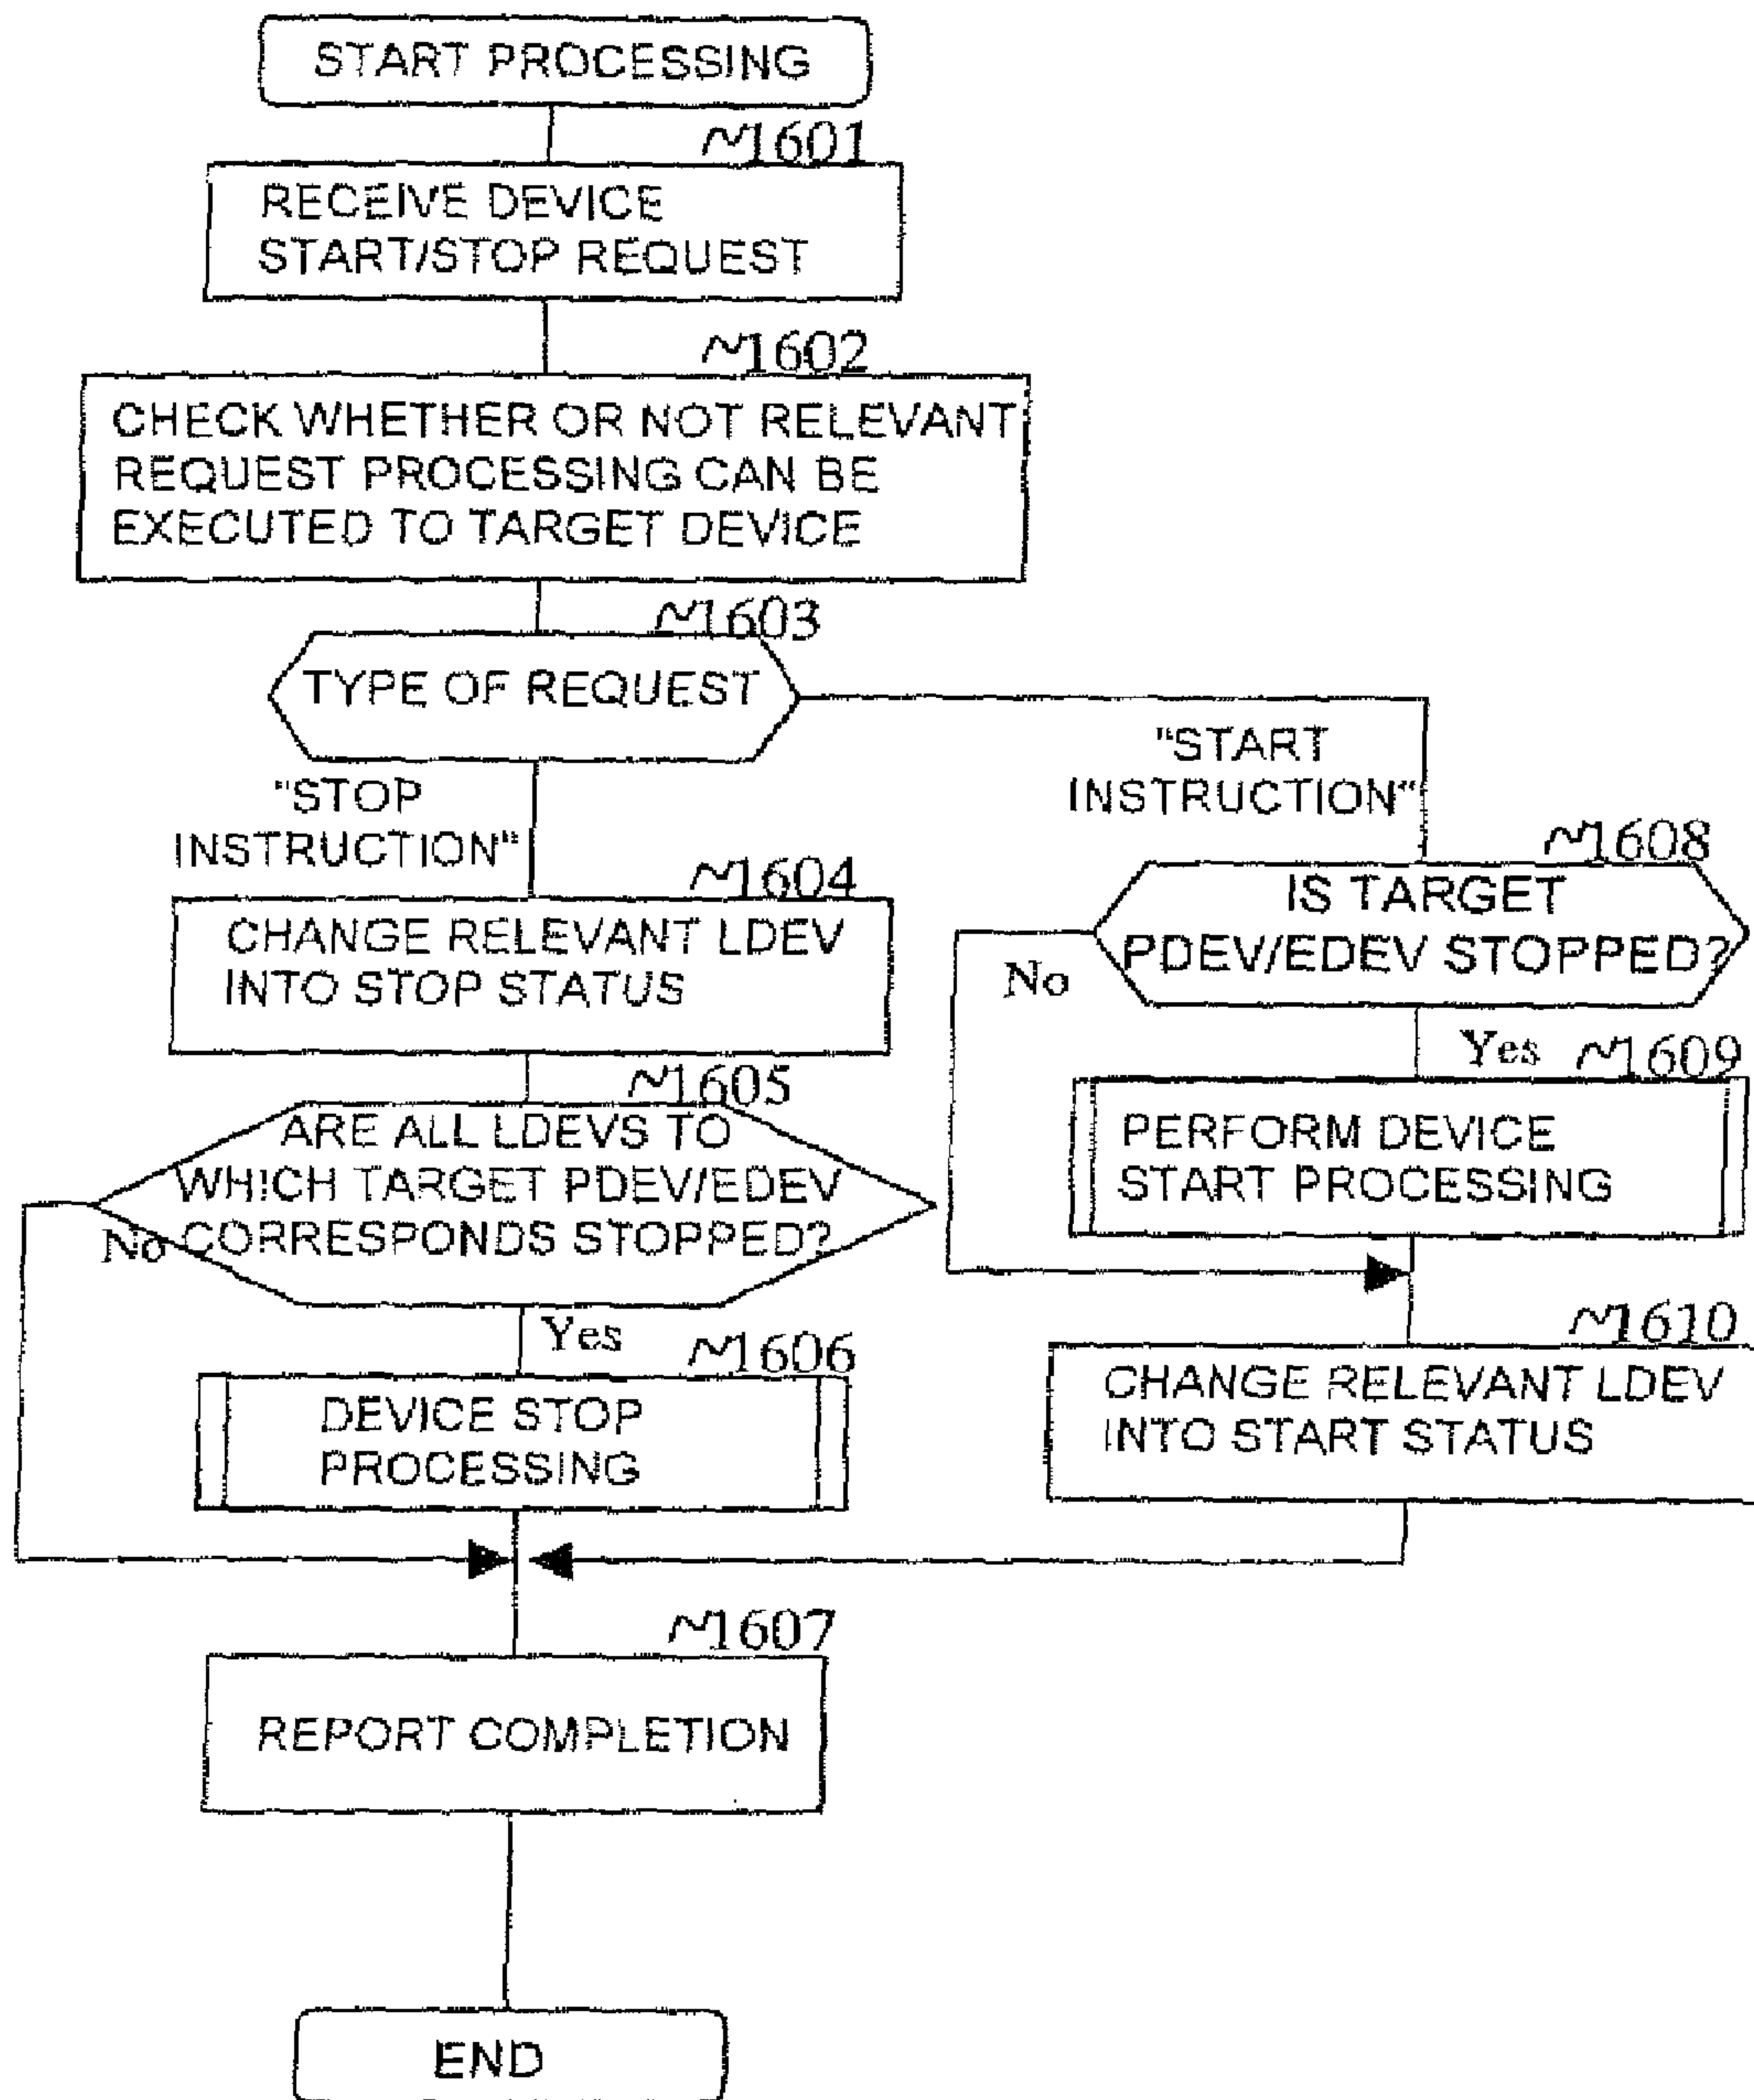 START PROCESSING
~1601
RECEIVE DEVICE
START/STOP REQUEST
~1602
CHECK WHETHER OR NOT RELEVANT
REQUEST PROCESSING CAN BE
EXECUTED TO TARGET DEVICE
~1603
TYPE OF REQUEST
"STOP
INSTRUCTION"
"START
INSTRUCTION"
~1604
CHANGE RELEVANT LDEV
INTO STOP STATUS
~1605
ARE ALL LDEVS TO
WHICH TARGET PDEV/EDEV
CORRESPONDS STOPPED?
No
Yes
~1606
DEVICE STOP
PROCESSING
~1608
IS TARGET
PDEV/EDEV STOPPED?
No
Yes
~1609
PERFORM DEVICE
START PROCESSING
~1610
CHANGE RELEVANT LDEV
INTO START STATUS
~1607
REPORT COMPLETION
END